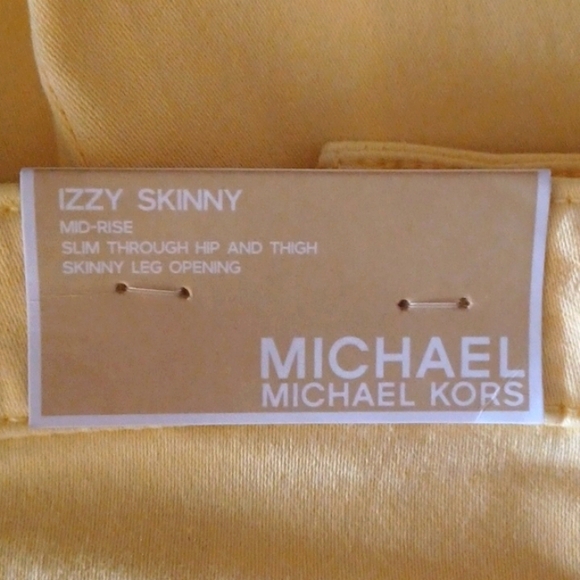 IZZY SKINNY
MID-RISE
SLIM THROUGH HIP AND THIGH
SKINNY LEG OPENING
MICHAEL
MICHAEL KORS